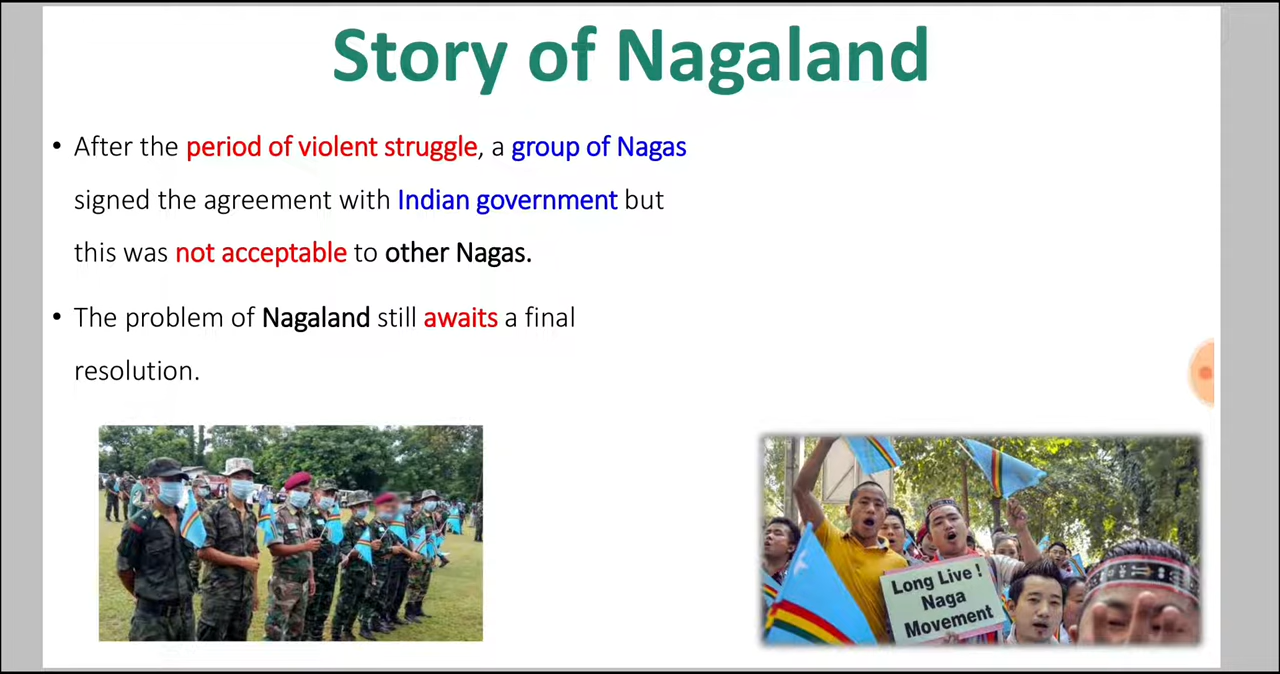 Story of Nagaland
• After the period of violent struggle, a group of Nagas
signed the agreement with Indian government but
this was not acceptable to other Nagas.
• The problem of Nagaland still awaits a final
resolution.
Long Live !
Naga
Movement